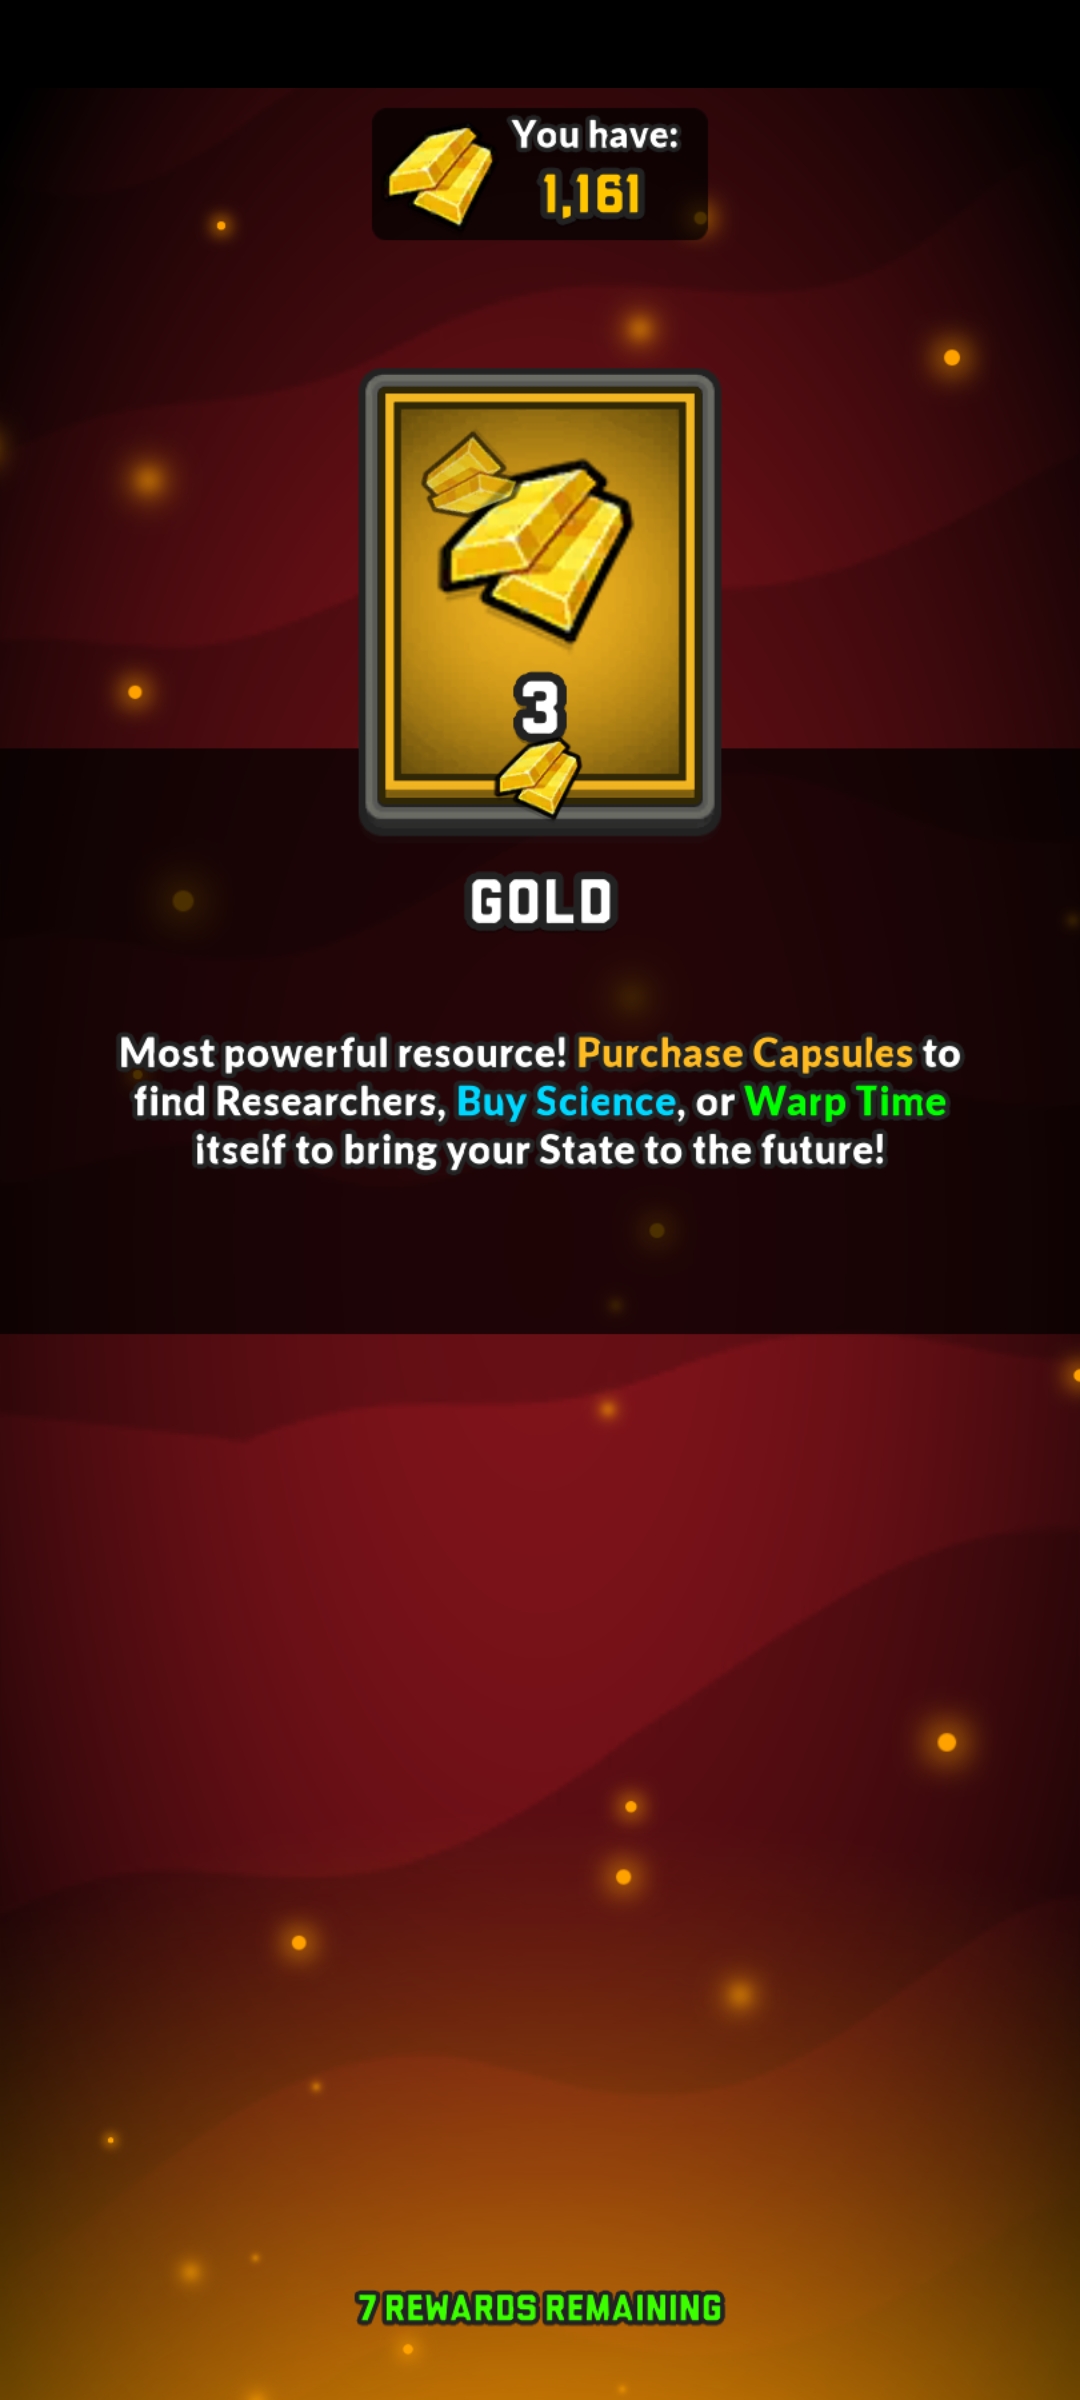 You have:
1,161
3
GOLD
Most powerful resource! Purchase Capsules to
find Researchers, Buy Science, or Warp Time
itself to bring your State to the future!
7 REWARDS REMAINING